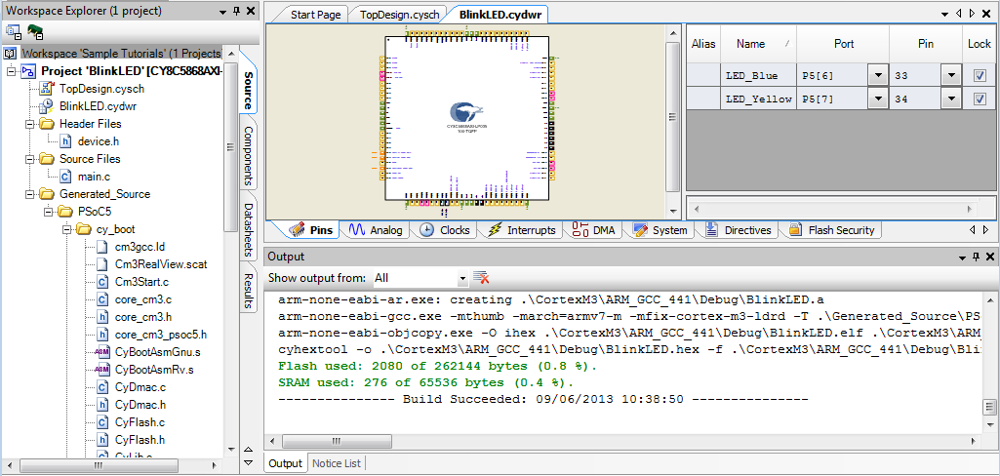 Workspace Explorer (1 project)
Workspace 'Sample Tutorials' (1 Projects
Project 'BlinkLED' [CY8C5868AXI-
TopDesign.cysch
BlinkLED.cydwr
Header Files
device.h
Source Files
main.c
Generated_Source
PSoC5
cy_boot
cm3gcc.ld
Cm3RealView.scat
Cm3Start.c
core_cm3.c
core_cm3.h
core_cm3_psoc5.h
CyBootAsmGnu.s
CyBootAsmRv.s
CyDmac.c
CyDmac.h
CyFlash.c
CyFlash.h
CyLib.c
Source
Components
Datasheets
Results
Start Page TopDesign.cysch BlinkLED.cydwr
Alias Name Port Pin Lock
LED_Blue P5[6] 33
LED_Yellow P5[7] 34
Pins Analog Clocks Interrupts DMA System Directives Flash Security
Output
Show output from: All
arm-none-eabi-ar.exe: creating .\CortexM3\ARM_GCC_441\Debug\BlinkLED.a
arm-none-eabi-gcc.exe -mthumb -march=armv7-m -mfix-cortex-m3-ldrd -T .\Generated_Source\PS
arm-none-eabi-objcopy.exe -O ihex .\CortexM3\ARM_GCC_441\Debug\BlinkLED.elf .\CortexM3\ARM
cyhextool -o .\CortexM3\ARM_GCC_441\Debug\BlinkLED.hex -f .\CortexM3\ARM_GCC_441\Debug\Bli
Flash used: 2080 of 262144 bytes (0.8 %).
SRAM used: 276 of 65536 bytes (0.4 %).
--------------- Build Succeeded: 09/06/2013 10:38:50 ---------------
Output Notice List